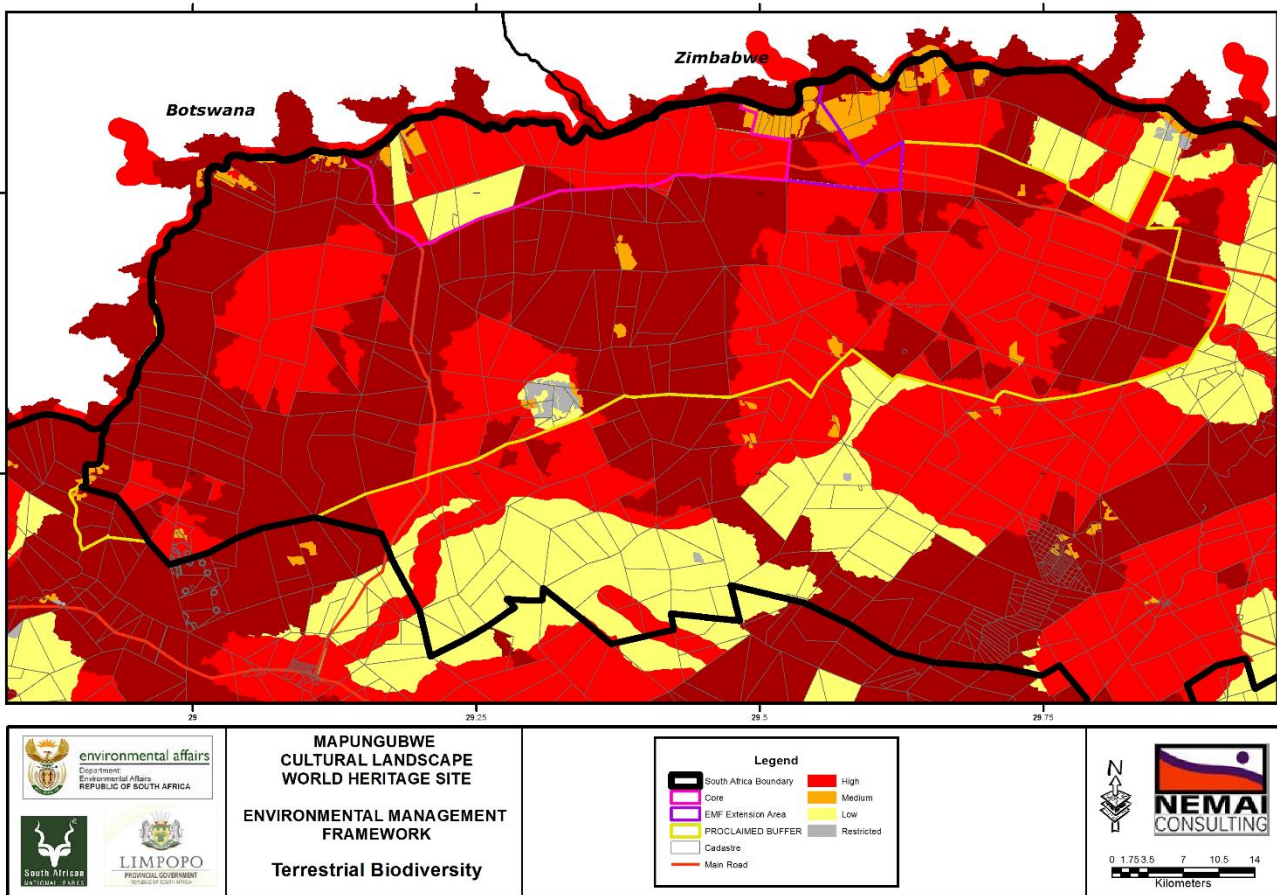 Zimbabwe
Botswana
29
29.25
29.5
29.75
environmental affairs
Department:
Environmental Affairs
REPUBLIC OF SOUTH AFRICA
South African
NATIONAL PARKS
LIMPOPO
PROVINCIAL GOVERNMENT
REPUBLIC OF SOUTH AFRICA
MAPUNGUBWE
CULTURAL LANDSCAPE
WORLD HERITAGE SITE
ENVIRONMENTAL MANAGEMENT
FRAMEWORK
Terrestrial Biodiversity
Legend
South Africa Boundary
Core
EMF Extension Area
PROCLAIMED BUFFER
Cadastre
Main Road
High
Medium
Low
Restricted
N
NEMAI
CONSULTING
0 1.75 3.5 7 10.5 14
Kilometers